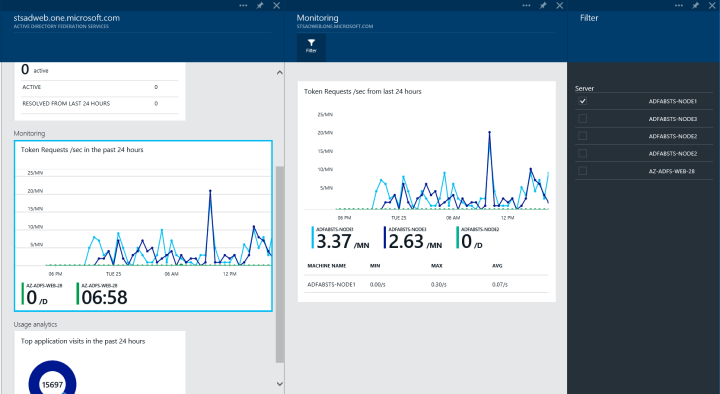 stsadweb.one.microsoft.com
ACTIVE DIRECTORY FEDERATION SERVICES
0 active
ACTIVE 0
RESOLVED FROM LAST 24 HOURS 0
Monitoring
Token Requests /sec in the past 24 hours
25/MN
20/MN
15/MN
10/MN
5/MN
06 PM TUE 25 06 AM 12 PM
AZ-ADFS-WEB-28 AZ-ADFS-WEB-28
0 /D 06:58
Usage analytics
Top application visits in the past 24 hours
15697
Monitoring
STSADWEB.ONE.MICROSOFT.COM
Filter
Token Requests /sec from last 24 hours
25/MN
20/MN
15/MN
10/MN
5/MN
06 PM TUE 25 06 AM 12 PM
ADFABSTS-NODE1 ADFABSTS-NODE3 ADFABSTS-NODE2
3.37 /MN 2.63 /MN 0 /D
MACHINE NAME MIN MAX AVG
ADFABSTS-NODE1 0.00/s 0.30/s 0.07/s
Filter
Server
ADFABSTS-NODE1
ADFABSTS-NODE3
ADFABSTS-NODE2
ADFABSTS-NODE2
AZ-ADFS-WEB-28